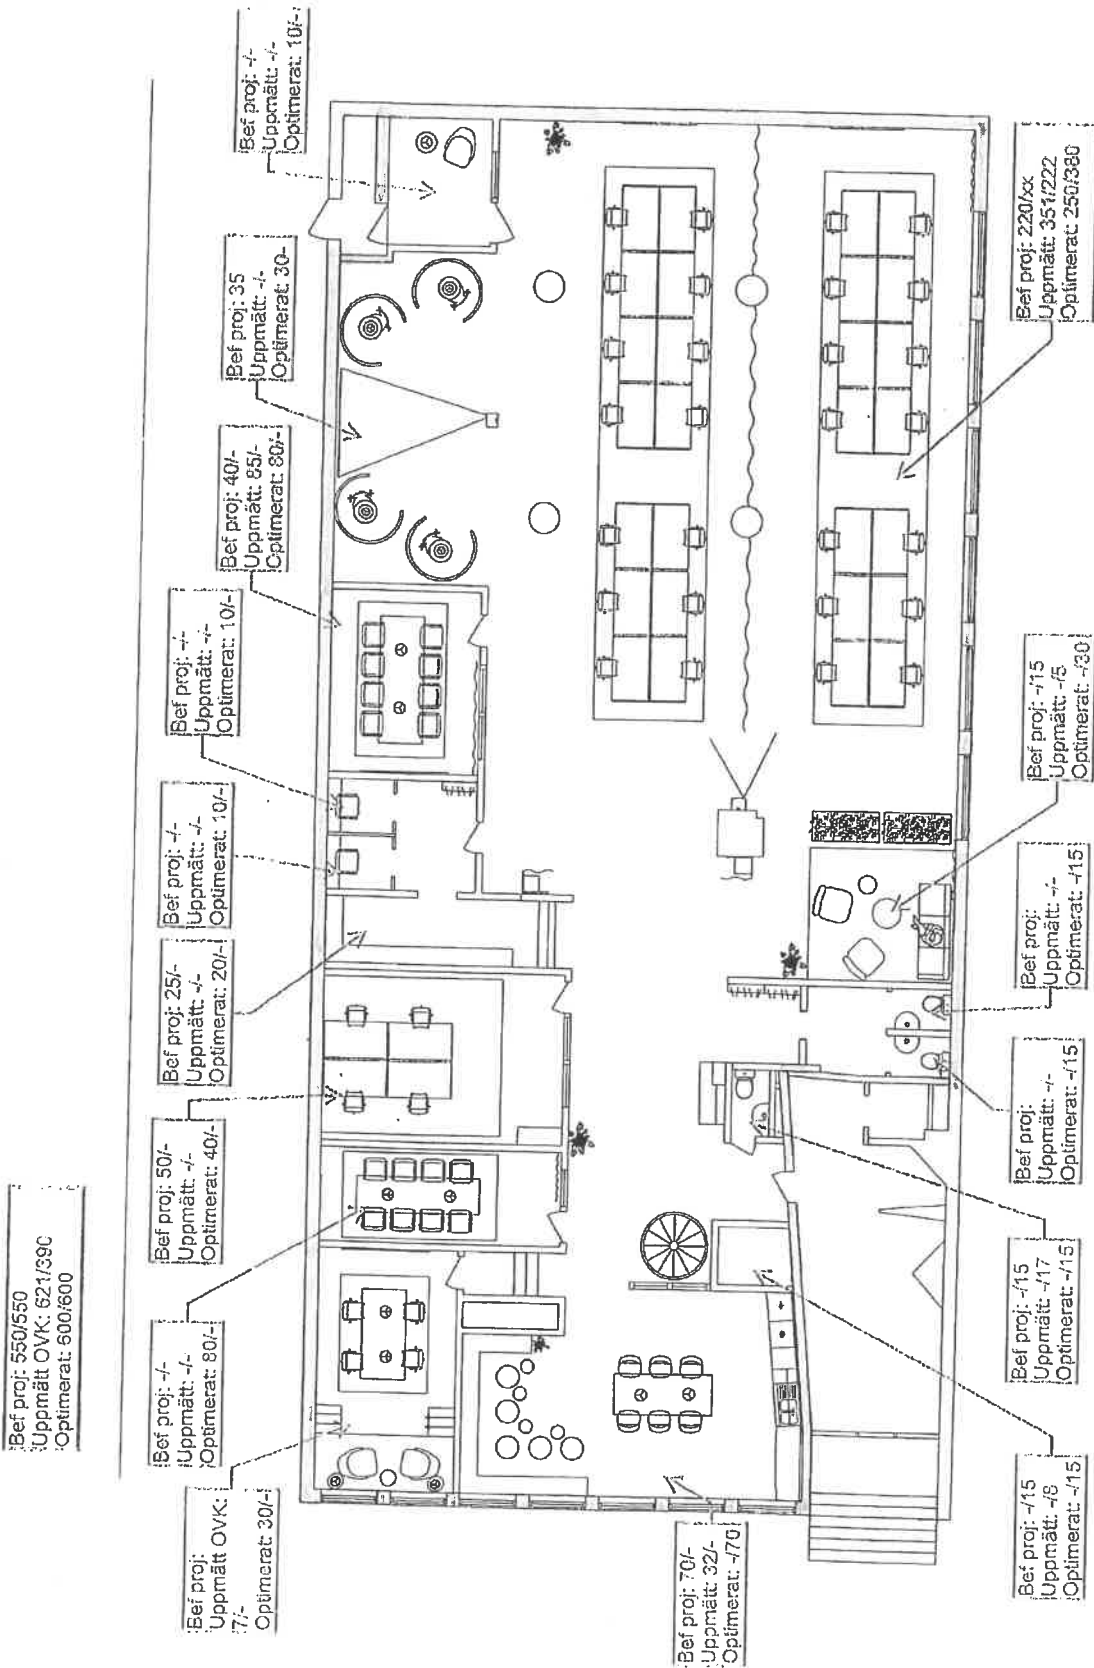 Bef proj: 550/550
Uppmätt OVK: 621/390
Optimerat: 600/600
Bef proj:
Uppmätt OVK:
7/-
Optimerat: 30/-
Bef proj: -/-
Uppmätt: -/-
Optimerat: 80/-
Bef proj: 50/-
Uppmätt: -/-
Optimerat: 40/-
Bef proj: 25/-
Uppmätt: -/-
Optimerat: 20/-
Bef proj: -/-
Uppmätt: -/-
Optimerat: 10/-
Bef proj: -/-
Uppmätt: -/-
Optimerat: 10/-
Bef proj: 40/-
Uppmätt: 85/-
Optimerat: 80/-
Bef proj: 35
Uppmätt: -/-
Optimerat: 30-
Bef proj: -/-
Uppmätt: -/-
Optimerat: 10/-
Bef proj: 70/-
Uppmätt: 32/-
Optimerat: -/70
Bef proj: -/15
Uppmätt: -/8
Optimerat: -/15
Bef proj: -/15
Uppmätt: -/17
Optimerat: -/15
Bef proj:
Uppmätt: -/-
Optimerat: -/15
Bef proj:
Uppmätt: -/-
Optimerat: -/15
Bef proj: -/15
Uppmätt: -/5
Optimerat: -/30
Bef proj: 220/xx
Uppmätt: 351/222
Optimerat: 250/380